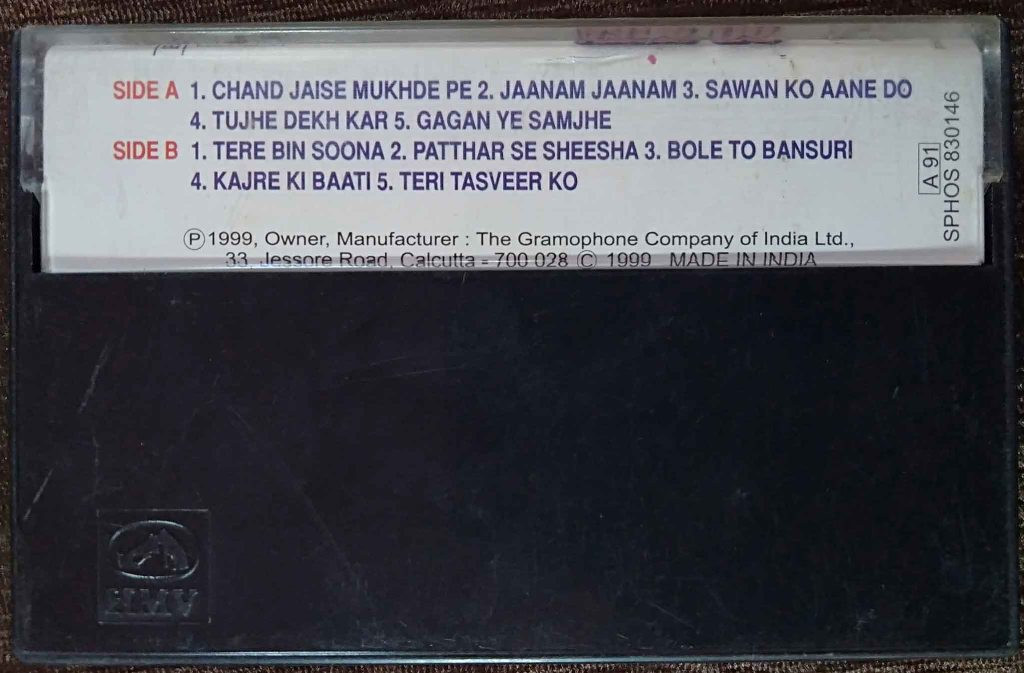 SIDE A 1. CHAND JAISE MUKHDE PE 2. JAANAM JAANAM 3. SAWAN KO AANE DO
4. TUJHE DEKH KAR 5. GAGAN YE SAMJHE
SIDE B 1. TERE BIN SOONA 2. PATTHAR SE SHEESHA 3. BOLE TO BANSURI
4. KAJRE KI BAATI 5. TERI TASVEER KO
Ⓟ1999, Owner, Manufacturer : The Gramophone Company of India Ltd.,
33, Jessore Road, Calcutta - 700 028 © 1999 MADE IN INDIA
A 91
SPHOS 830146
HMV